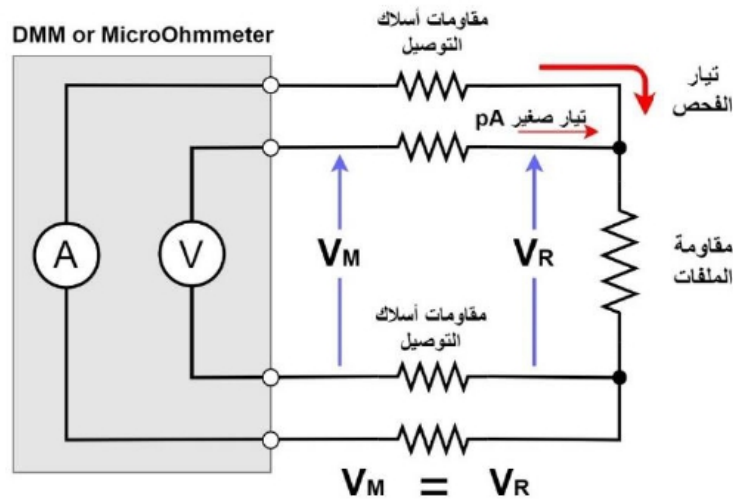 DMM or MicroOhmmeter
مقاومات أسلاك
التوصيل
تيار
الفحص
تيار صغير pA
A
V
VM
VR
مقاومة
الملفات
مقاومات أسلاك
التوصيل
VM = VR